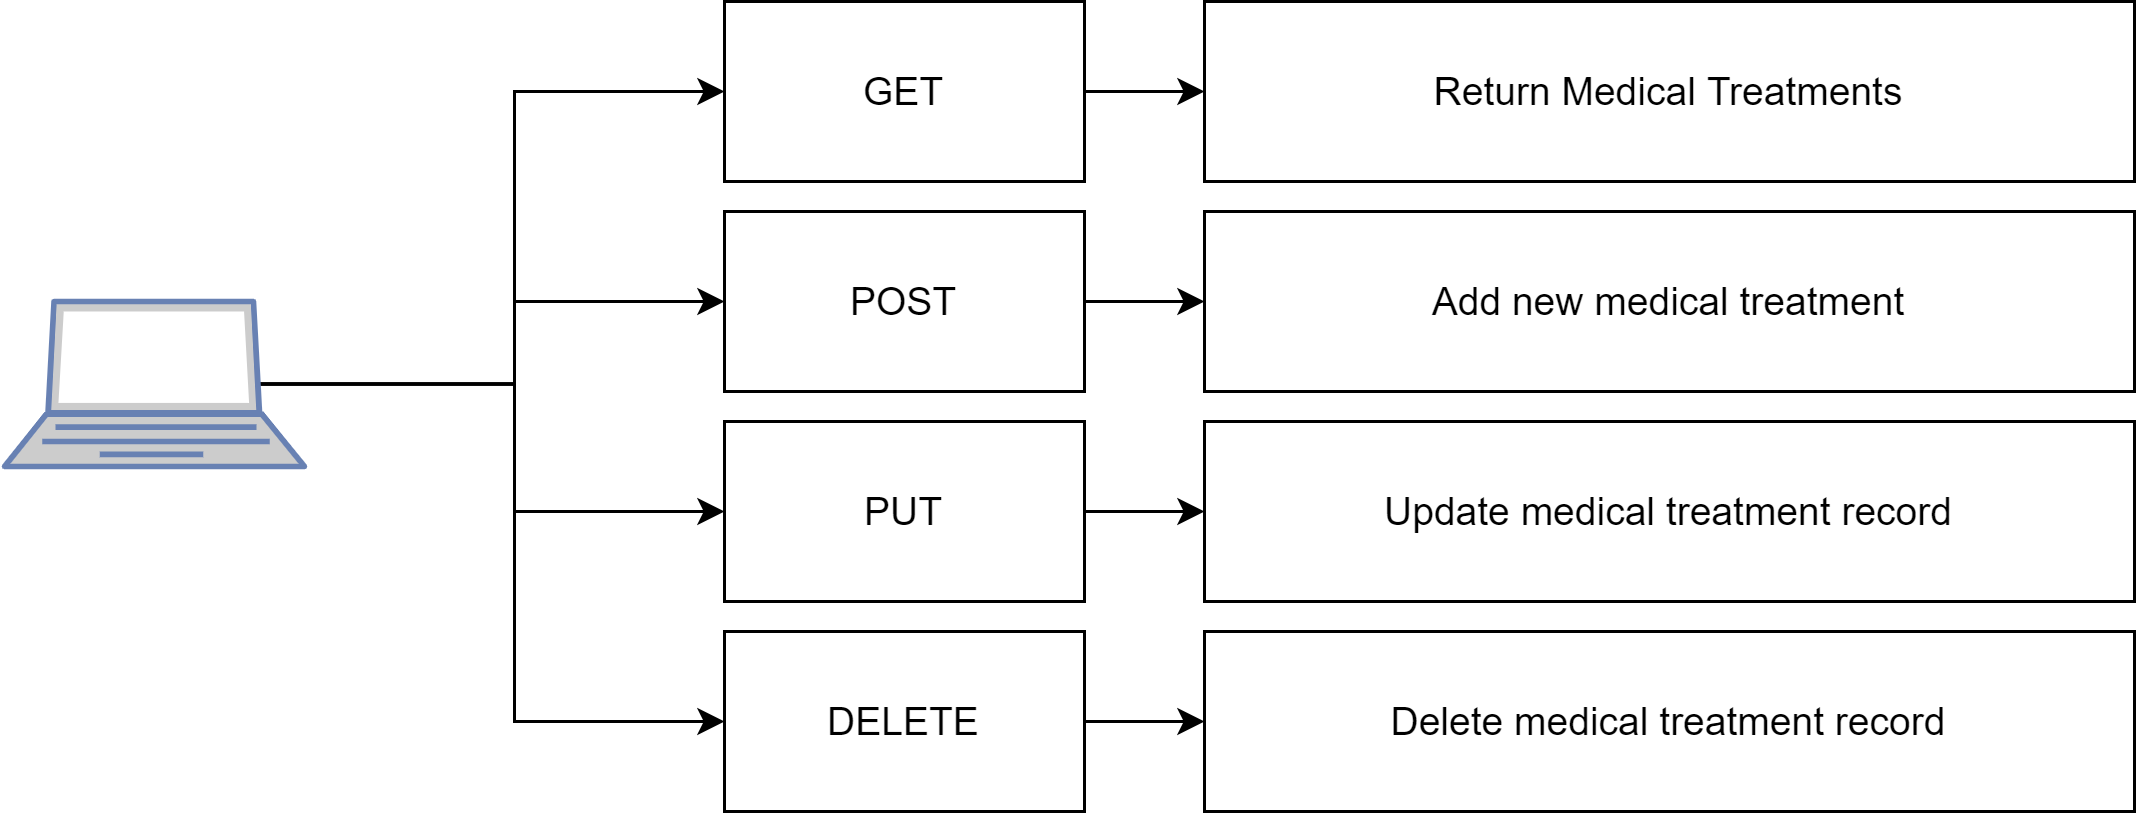 GET
Return Medical Treatments
POST
Add new medical treatment
PUT
Update medical treatment record
DELETE
Delete medical treatment record